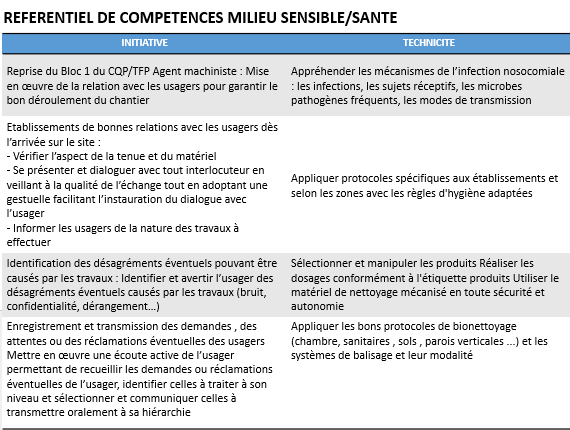 REFERENTIEL DE COMPETENCES MILIEU SENSIBLE/SANTE
INITIATIVE
TECHNICITE
Reprise du Bloc 1 du CQP/TFP Agent machiniste : Mise
en œuvre de la relation avec les usagers pour garantir le
bon déroulement du chantier
Appréhender les mécanismes de l'infection nosocomiale
: les infections, les sujets réceptifs, les microbes
pathogènes fréquents, les modes de transmission
Etablissements de bonnes relations avec les usagers dès
l'arrivée sur le site :
- Vérifier l'aspect de la tenue et du matériel
- Se présenter et dialoguer avec tout interlocuteur en
veillant à la qualité de l'échange tout en adoptant une
gestuelle facilitant l'instauration du dialogue avec
l'usager
- Informer les usagers de la nature des travaux à
effectuer
Appliquer protocoles spécifiques aux établissements et
selon les zones avec les règles d'hygiène adaptées
Identification des désagréments éventuels pouvant être
causés par les travaux : Identifier et avertir l'usager des
désagréments éventuels causés par les travaux (bruit,
confidentialité, dérangement...)
Sélectionner et manipuler les produits Réaliser les
dosages conformément à l'étiquette produits Utiliser le
matériel de nettoyage mécanisé en toute sécurité et
autonomie
Enregistrement et transmission des demandes , des
attentes ou des réclamations éventuelles des usagers
Mettre en œuvre une écoute active de l'usager
permettant de recueillir les demandes ou réclamations
éventuelles de l'usager, identifier celles à traiter à son
niveau et sélectionner et communiquer celles à
transmettre oralement à sa hiérarchie
Appliquer les bons protocoles de bionettoyage
(chambre, sanitaires , sols , parois verticales ...) et les
systèmes de balisage et leur modalité